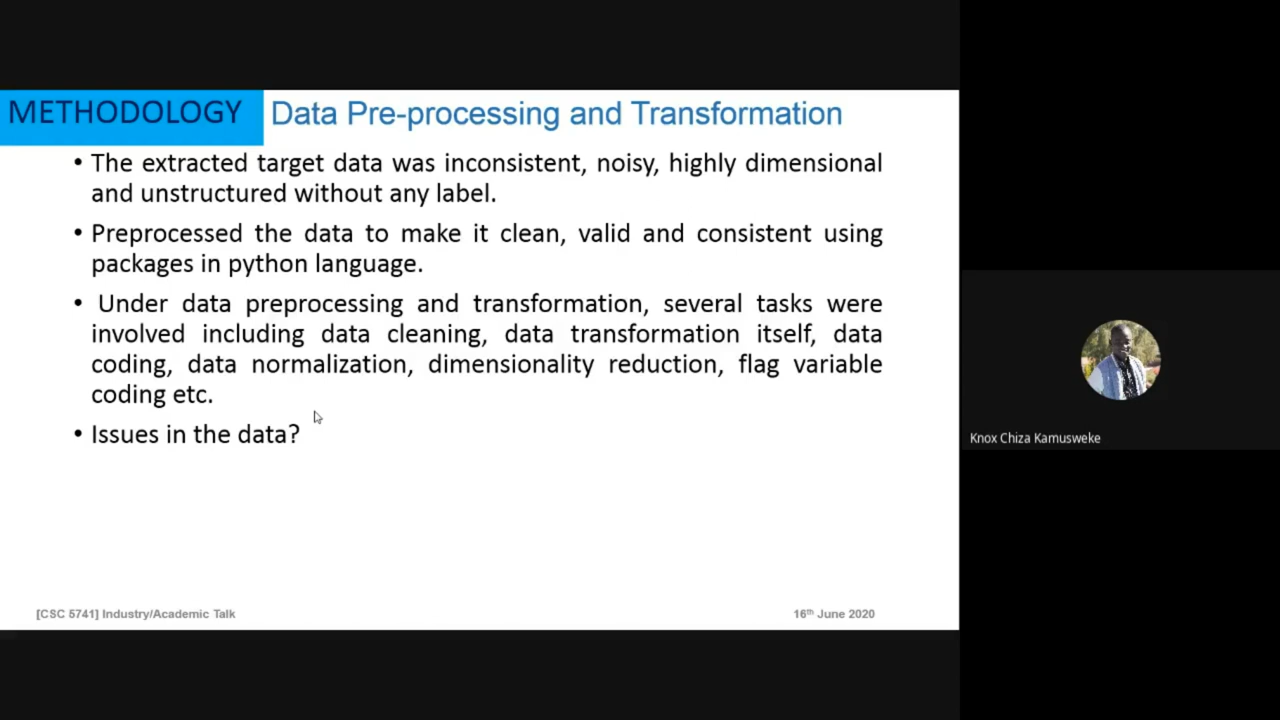 METHODOLOGY Data Pre-processing and Transformation
• The extracted target data was inconsistent, noisy, highly dimensional
and unstructured without any label.
• Preprocessed the data to make it clean, valid and consistent using
packages in python language.
• Under data preprocessing and transformation, several tasks were
involved including data cleaning, data transformation itself, data
coding, data normalization, dimensionality reduction, flag variable
coding etc.
• Issues in the data?
[CSC 5741] Industry/Academic Talk 16th June 2020
Knox Chiza Kamusweke